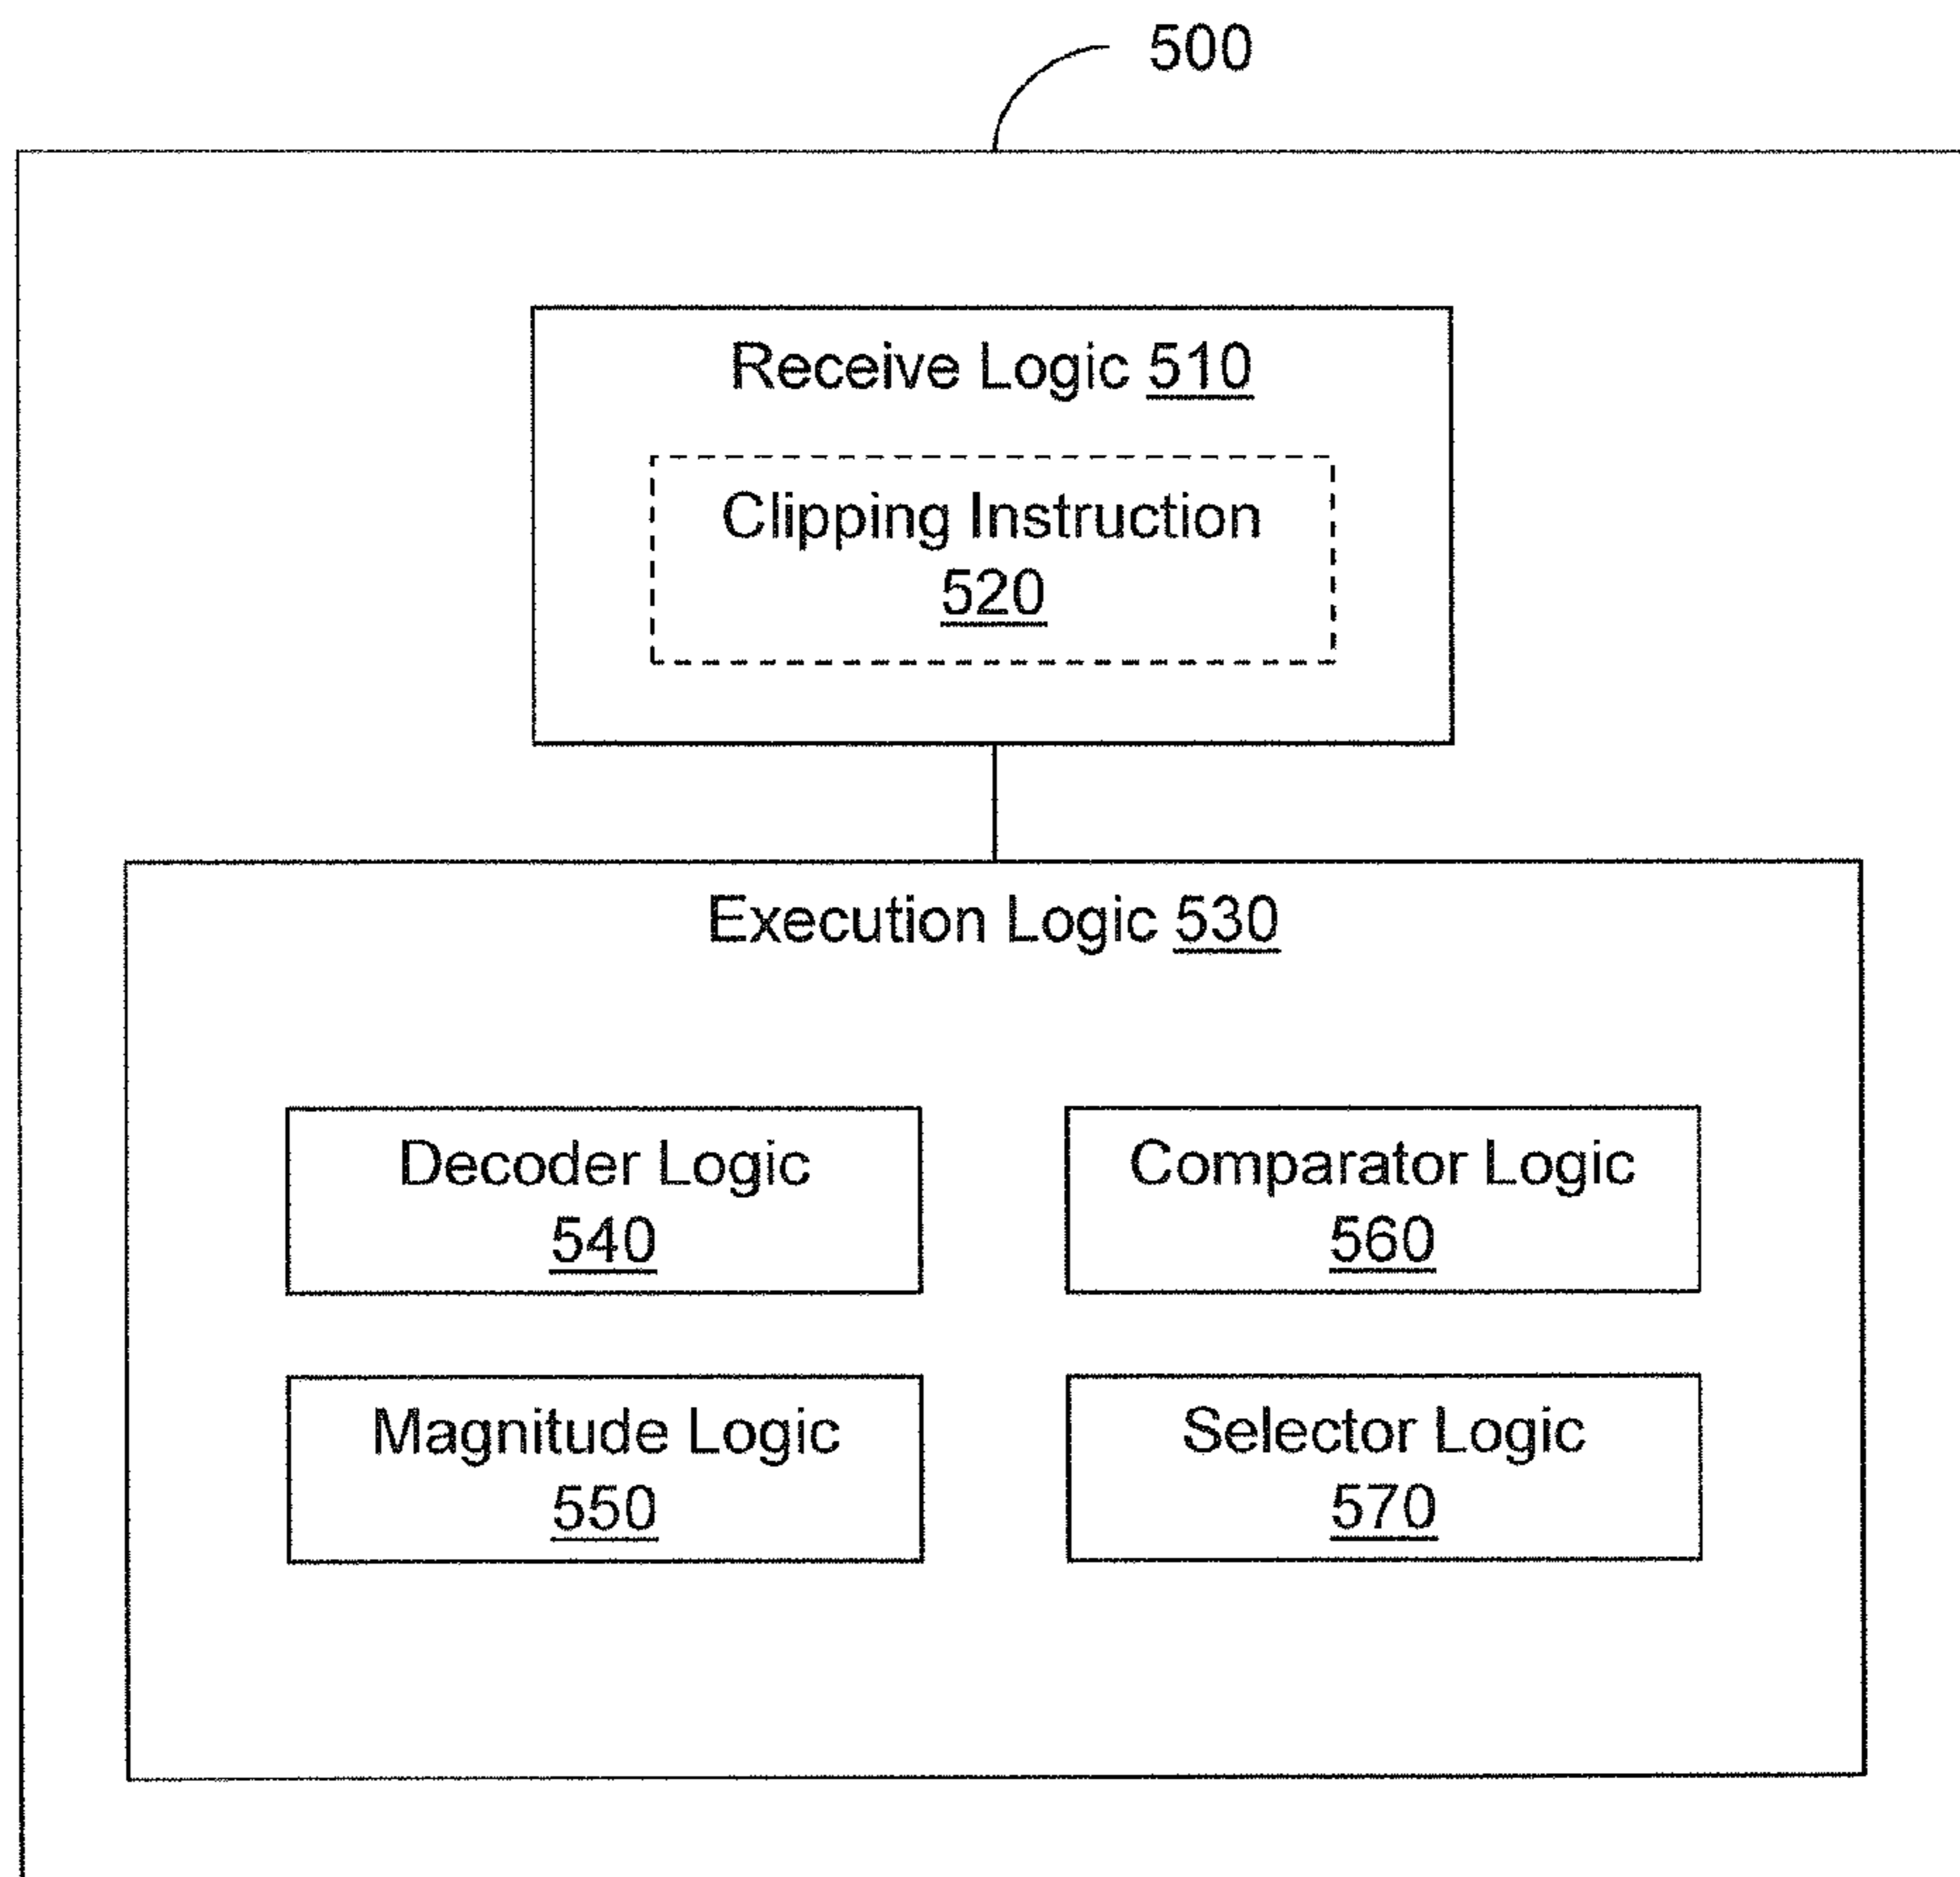 500
Receive Logic 510
Clipping Instruction
520
Execution Logic 530
Decoder Logic
540
Comparator Logic
560
Magnitude Logic
550
Selector Logic
570